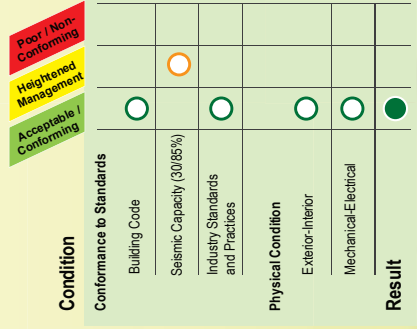 Poor / Non-
Conforming
Heightened
Management
Acceptable /
Conforming
Condition
Conformance to Standards
Building Code
Seismic Capacity (30/85%)
Industry Standards
and Practices
Physical Condition
Exterior-Interior
Mechanical-Electrical
Result